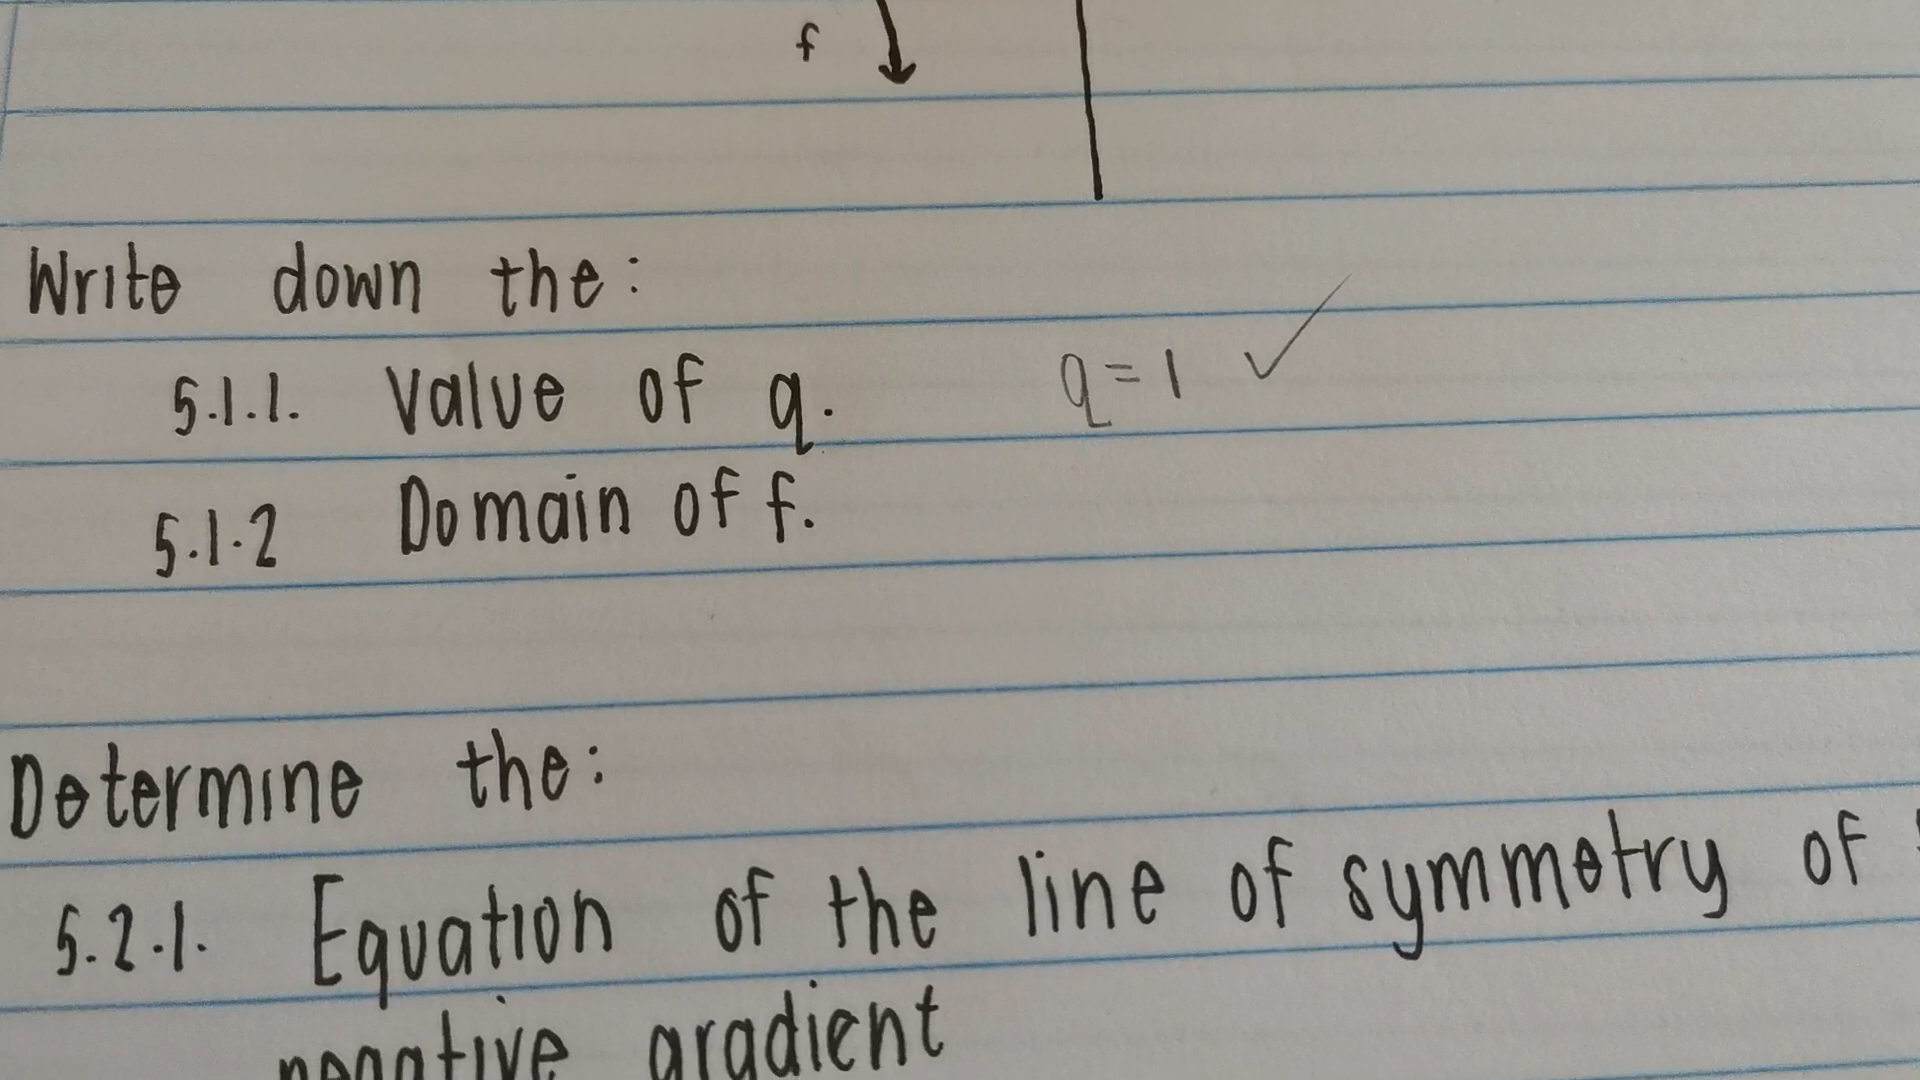 f
Write down the:
5.1.1. Value of q. q = 1 ✓
5.1.2 Domain of f.
Determine the:
5.2.1. Equation of the line of symmetry of
negative gradient